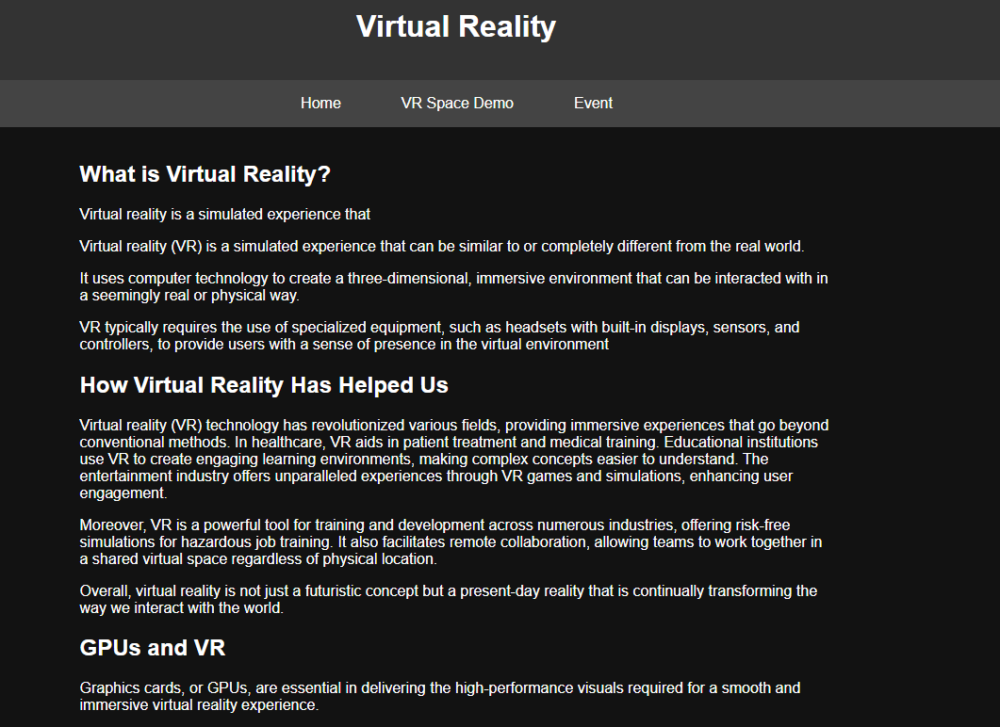 Virtual Reality
Home VR Space Demo Event
What is Virtual Reality?
Virtual reality is a simulated experience that
Virtual reality (VR) is a simulated experience that can be similar to or completely different from the real world.
It uses computer technology to create a three-dimensional, immersive environment that can be interacted with in
a seemingly real or physical way.
VR typically requires the use of specialized equipment, such as headsets with built-in displays, sensors, and
controllers, to provide users with a sense of presence in the virtual environment
How Virtual Reality Has Helped Us
Virtual reality (VR) technology has revolutionized various fields, providing immersive experiences that go beyond
conventional methods. In healthcare, VR aids in patient treatment and medical training. Educational institutions
use VR to create engaging learning environments, making complex concepts easier to understand. The
entertainment industry offers unparalleled experiences through VR games and simulations, enhancing user
engagement.
Moreover, VR is a powerful tool for training and development across numerous industries, offering risk-free
simulations for hazardous job training. It also facilitates remote collaboration, allowing teams to work together in
a shared virtual space regardless of physical location.
Overall, virtual reality is not just a futuristic concept but a present-day reality that is continually transforming the
way we interact with the world.
GPUs and VR
Graphics cards, or GPUs, are essential in delivering the high-performance visuals required for a smooth and
immersive virtual reality experience.